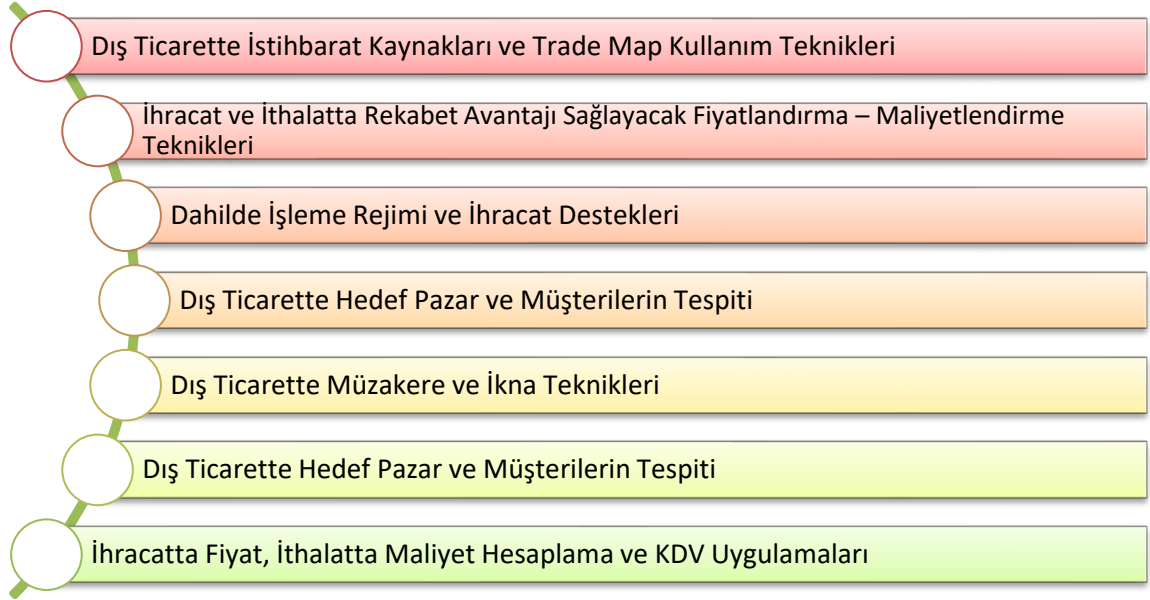 Dış Ticarette İstihbarat Kaynakları ve Trade Map Kullanım Teknikleri
İhracat ve İthalatta Rekabet Avantajı Sağlayacak Fiyatlandırma – Maliyetlendirme
Teknikleri
Dahilde İşleme Rejimi ve İhracat Destekleri
Dış Ticarette Hedef Pazar ve Müşterilerin Tespiti
Dış Ticarette Müzakere ve İkna Teknikleri
Dış Ticarette Hedef Pazar ve Müşterilerin Tespiti
İhracatta Fiyat, İthalatta Maliyet Hesaplama ve KDV Uygulamaları